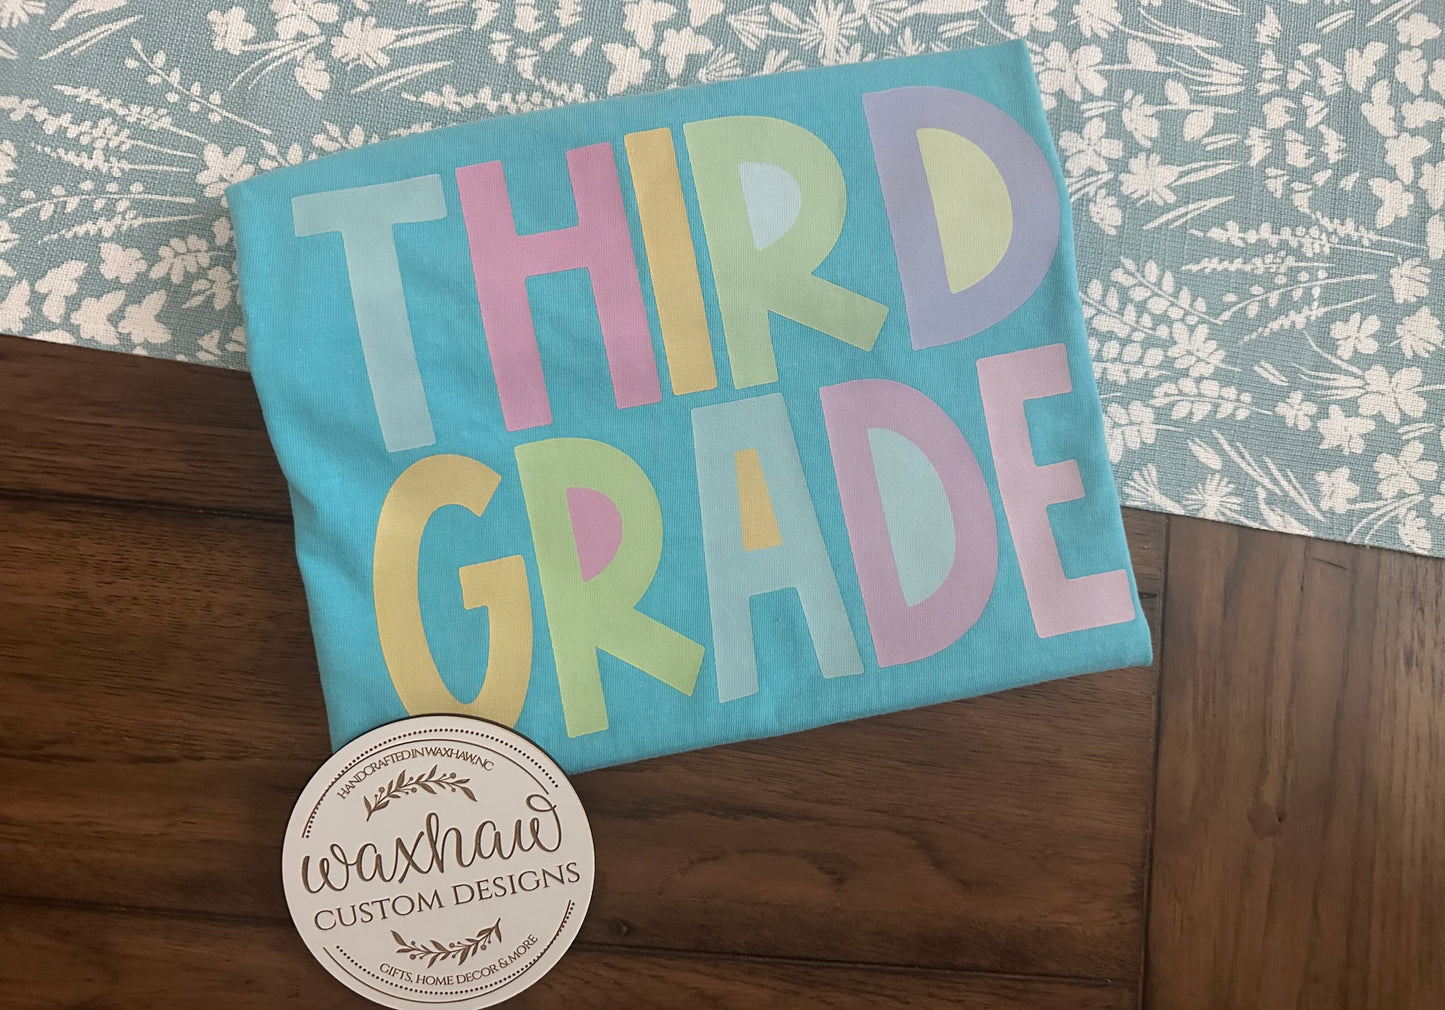 THIRD
GRADE
HANDCRAFTED IN WAXHAW, NC
waxhaw
CUSTOM DESIGNS
GIFTS, HOME DECOR & MORE